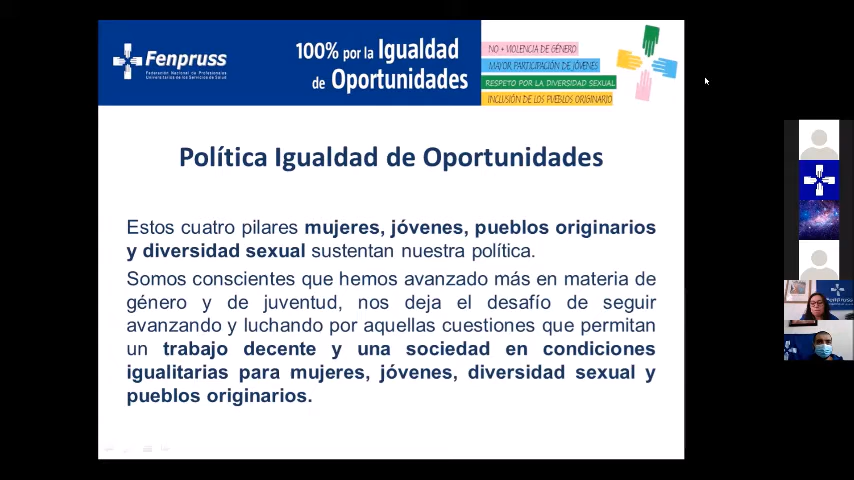 Fenpruss
Federación Nacional de Profesionales
Universitarios de los Servicios de Salud
100% por la Igualdad
de Oportunidades
NO + VIOLENCIA DE GÉNERO
MAYOR PARTICIPACIÓN DE JÓVENES
RESPETO POR LA DIVERSIDAD SEXUAL
INCLUSIÓN DE LOS PUEBLOS ORIGINARIO
Política Igualdad de Oportunidades
Estos cuatro pilares mujeres, jóvenes, pueblos originarios
y diversidad sexual sustentan nuestra política.
Somos conscientes que hemos avanzado más en materia de
género y de juventud, nos deja el desafío de seguir
avanzando y luchando por aquellas cuestiones que permitan
un trabajo decente y una sociedad en condiciones
igualitarias para mujeres, jóvenes, diversidad sexual y
pueblos originarios.
Fenpruss